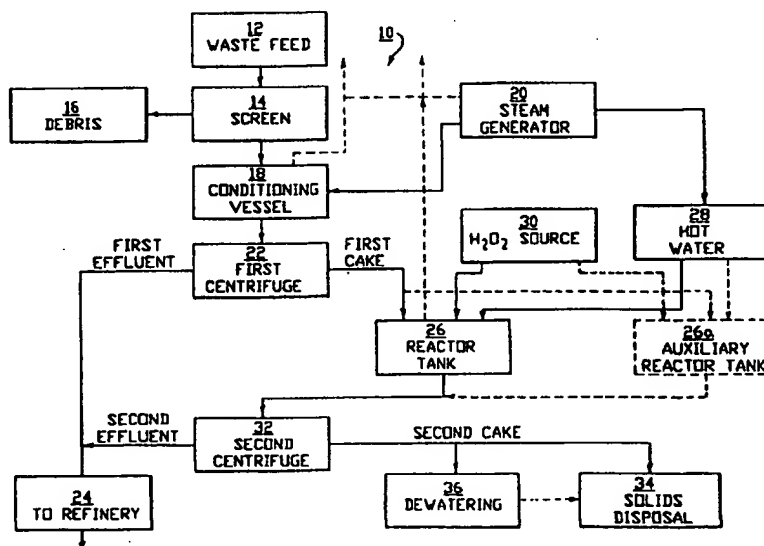 12
WASTE FEED
10
16
DEBRIS
14
SCREEN
20
STEAM
GENERATOR
18
CONDITIONING
VESSEL
30
H₂O₂ SOURCE
28
HOT
WATER
FIRST
EFFLUENT
22
FIRST
CENTRIFUGE
FIRST
CAKE
26
REACTOR
TANK
26a
AUXILIARY
REACTOR TANK
SECOND
EFFLUENT
32
SECOND
CENTRIFUGE
SECOND CAKE
24
TO REFINERY
36
DEWATERING
34
SOLIDS
DISPOSAL